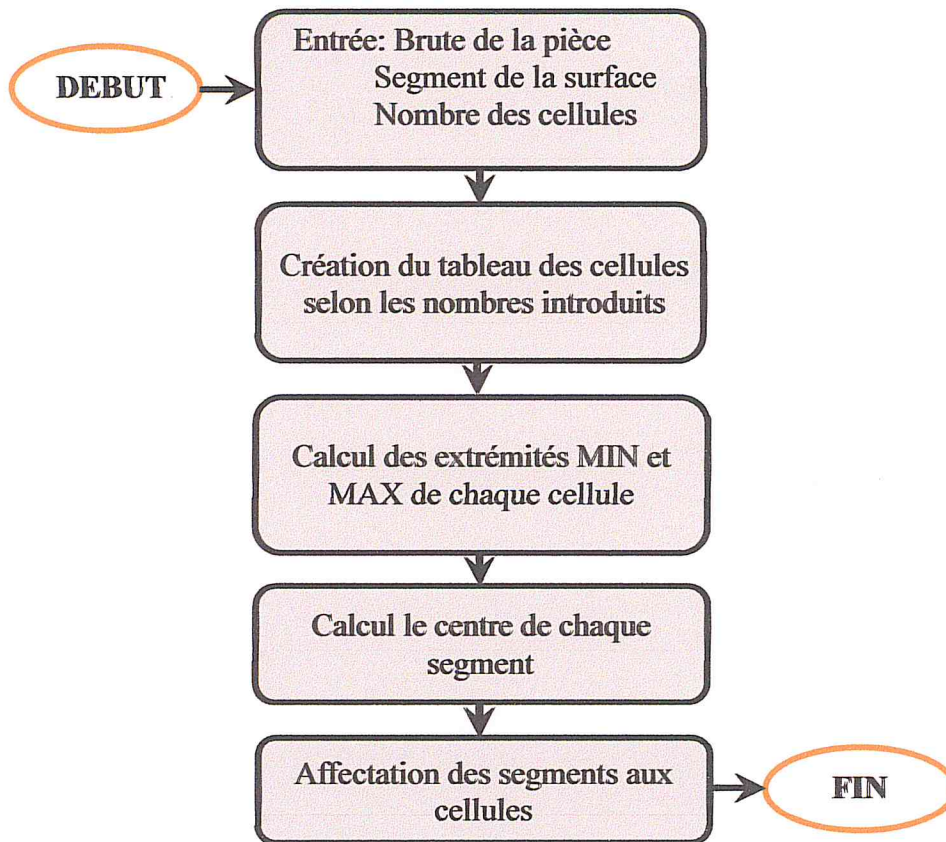 DEBUT
Entrée: Brute de la pièce
Segment de la surface
Nombre des cellules
Création du tableau des cellules
selon les nombres introduits
Calcul des extrémités MIN et
MAX de chaque cellule
Calcul le centre de chaque
segment
Affectation des segments aux
cellules
FIN